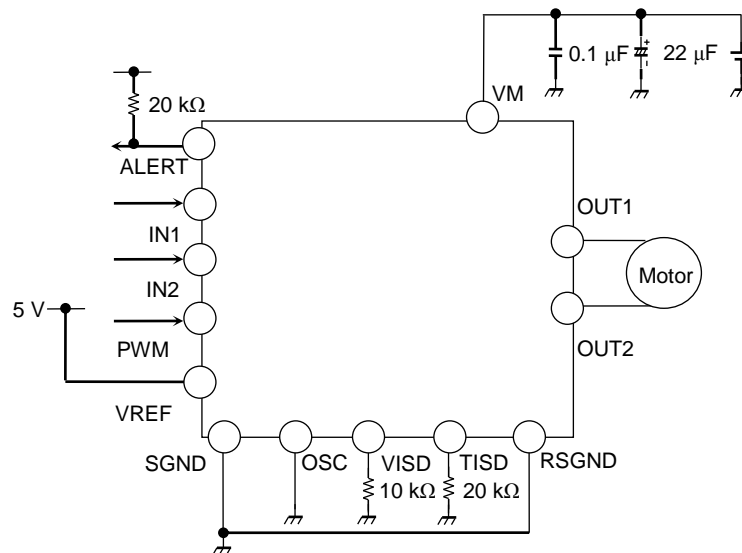 0.1 μF
22 μF
+
-
VM
20 kΩ
ALERT
IN1
IN2
5 V
PWM
VREF
OUT1
Motor
OUT2
SGND
OSC
VISD
TISD
RSGND
10 kΩ
20 kΩ